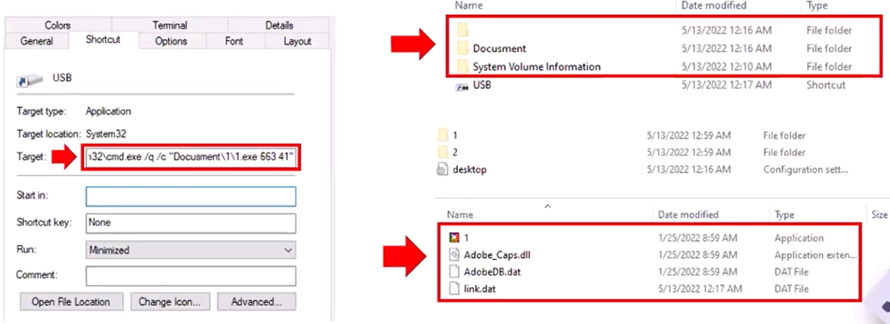 Colors Terminal Details
General Shortcut Options Font Layout
USB
Target type: Application
Target location: System32
Target: \32\cmd.exe /q /c "Docusment\1\1.exe 663 41"
Start in:
Shortcut key: None
Run: Minimized
Comment:
Open File Location Change Icon... Advanced...
Name Date modified Type
5/13/2022 12:16 AM File folder
Docusment 5/13/2022 12:16 AM File folder
System Volume Information 5/13/2022 12:10 AM File folder
USB 5/13/2022 12:17 AM Shortcut
1 5/13/2022 12:59 AM File folder
2 5/13/2022 12:59 AM File folder
desktop 5/13/2022 12:16 AM Configuration sett...
Name Date modified Type Size
1 1/25/2022 8:59 AM Application
Adobe_Caps.dll 1/25/2022 8:59 AM Application exten...
AdobeDB.dat 1/25/2022 8:59 AM DAT File
link.dat 5/13/2022 12:17 AM DAT File